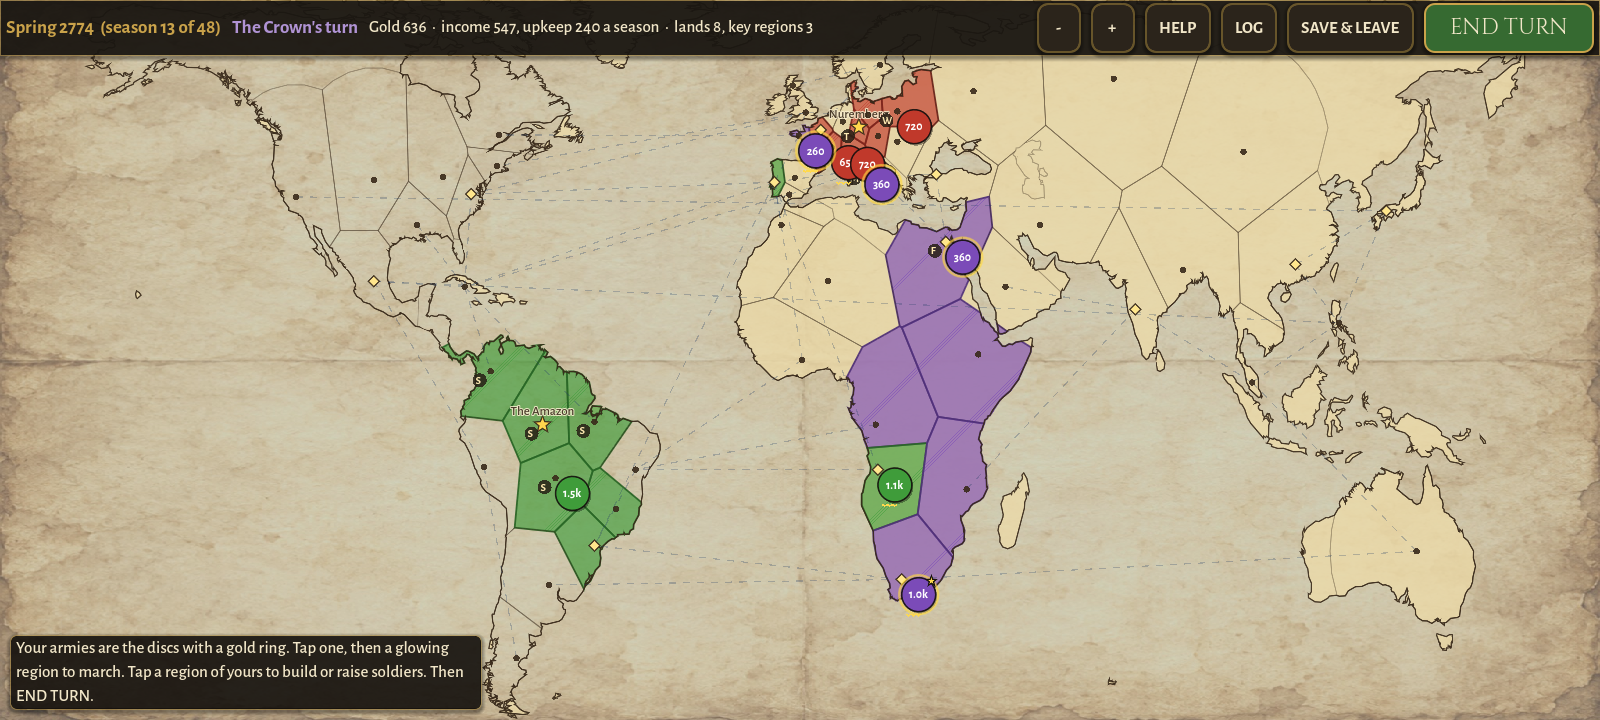 Spring 2774 (season 13 of 48) The Crown's turn Gold 636 · income 547, upkeep 240 a season · lands 8, key regions 3
- + HELP LOG SAVE & LEAVE END TURN
W
720
T
260
720
360
F
360
S
The Amazon
S
S
S
1.5k
1.1k
1.0k
Your armies are the discs with a gold ring. Tap one, then a glowing
region to march. Tap a region of yours to build or raise soldiers. Then
END TURN.